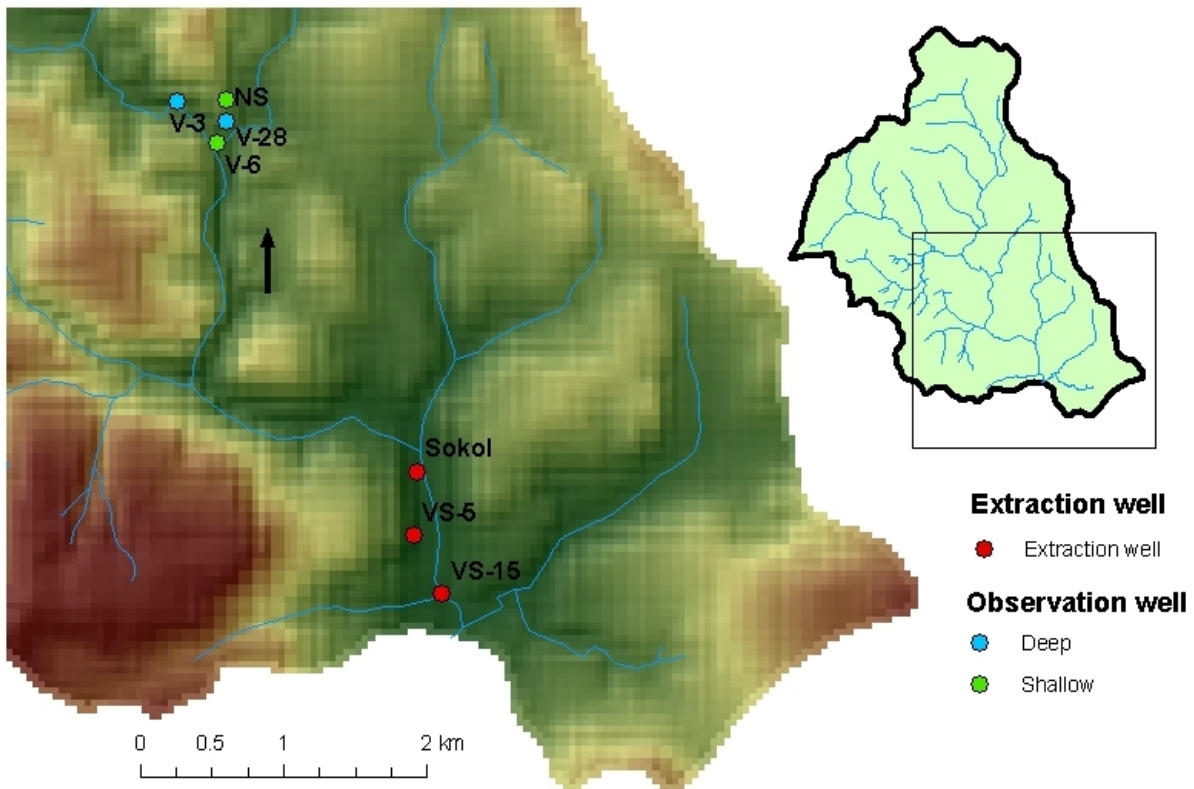 NS
V-3
V-28
V-6
Sokol
VS-5
VS-15
Extraction well
Extraction well
Observation well
Deep
Shallow
0 0.5 1 2 km